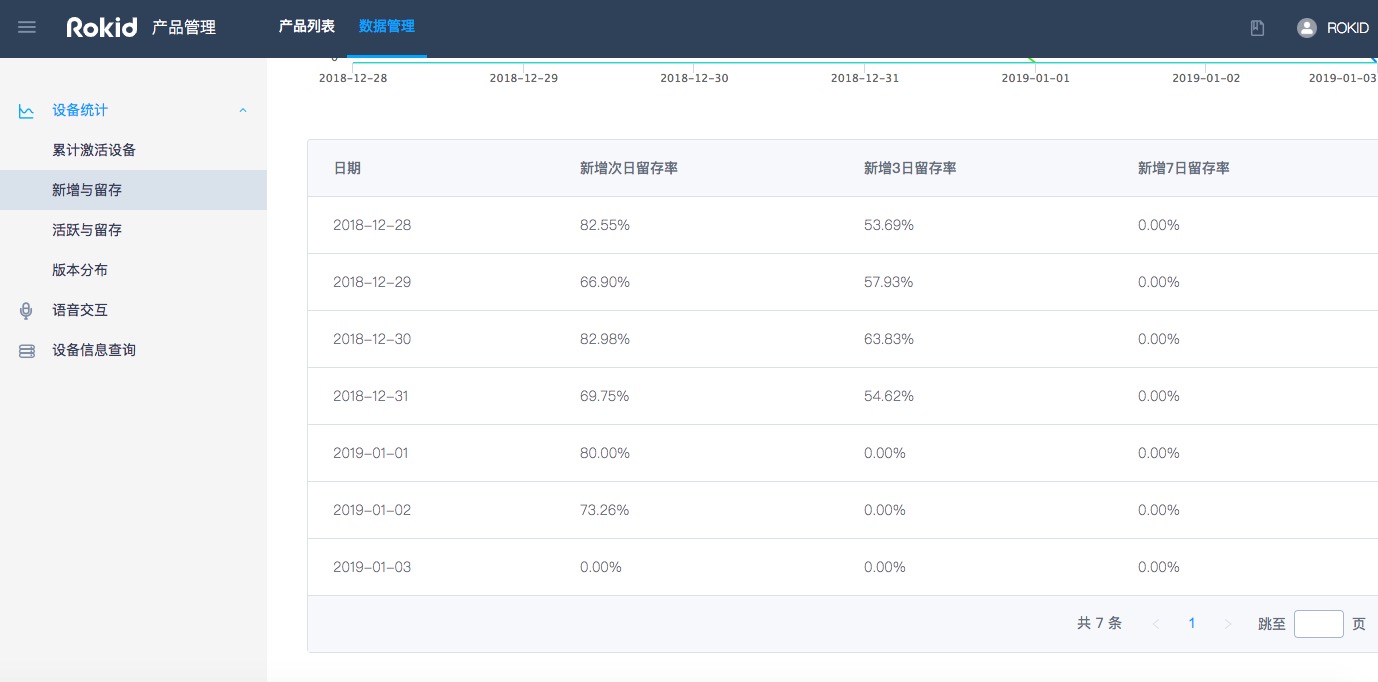 Rokid 产品管理 产品列表 数据管理 ROKID
设备统计
累计激活设备
新增与留存
活跃与留存
版本分布
语音交互
设备信息查询
2018-12-28 2018-12-29 2018-12-30 2018-12-31 2019-01-01 2019-01-02 2019-01-03
日期 新增次日留存率 新增3日留存率 新增7日留存率
2018-12-28 82.55% 53.69% 0.00%
2018-12-29 66.90% 57.93% 0.00%
2018-12-30 82.98% 63.83% 0.00%
2018-12-31 69.75% 54.62% 0.00%
2019-01-01 80.00% 0.00% 0.00%
2019-01-02 73.26% 0.00% 0.00%
2019-01-03 0.00% 0.00% 0.00%
共 7 条 < 1 > 跳至 页